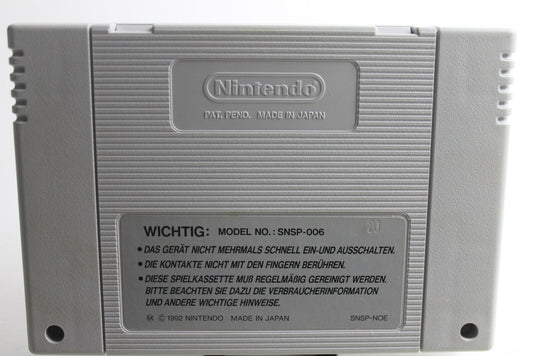 Nintendo
PAT. PEND. MADE IN JAPAN
WICHTIG: MODEL NO.: SNSP-006
• DAS GERÄT NICHT MEHRMALS SCHNELL EIN-UND AUSSCHALTEN.
• DIE KONTAKTE NICHT MIT DEN FINGERN BERÜHREN.
• DIESE SPIELKASSETTE MUß REGELMÄßIG GEREINIGT WERDEN.
BITTE BEACHTEN SIE DAZU DIE VERBRAUCHERINFORMATION
UND ANDERE WICHTIGE HINWEISE.
Ⓜ © 1992 NINTENDO MADE IN JAPAN SNSP-NOE